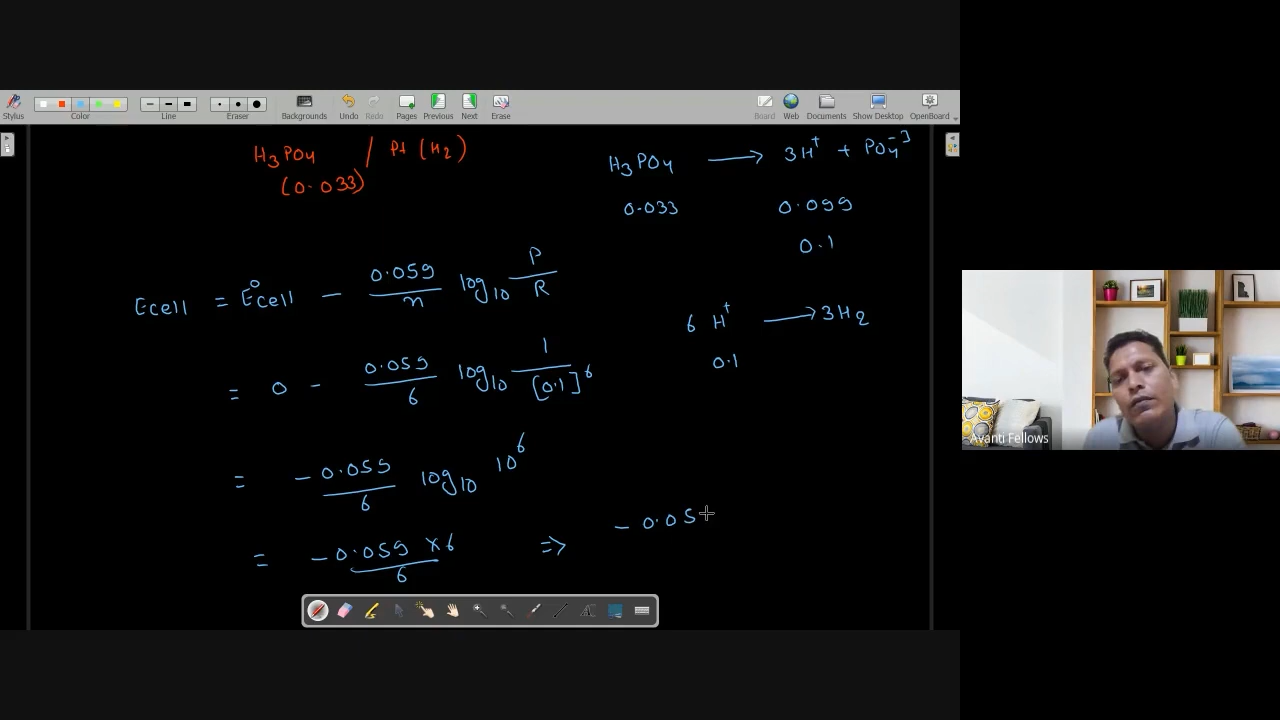 Stylus Color Line Eraser Backgrounds Undo Redo Pages Previous Next Erase Board Web Documents Show Desktop OpenBoard
H3PO4 / Pt (H2)
(0.033)
H3PO4 ⟶ 3H⁺ + PO4⁻³
0.033 0.099
0.1
Ecell = E°cell − 0.059/n log10 P/R
6 H⁺ ⟶ 3H2
0.1
= 0 − 0.059/6 log10 1/[0.1]⁶
= − 0.059/6 log10 10⁶
= − 0.059 × 6/6 ⇒ − 0.05
Avanti Fellows